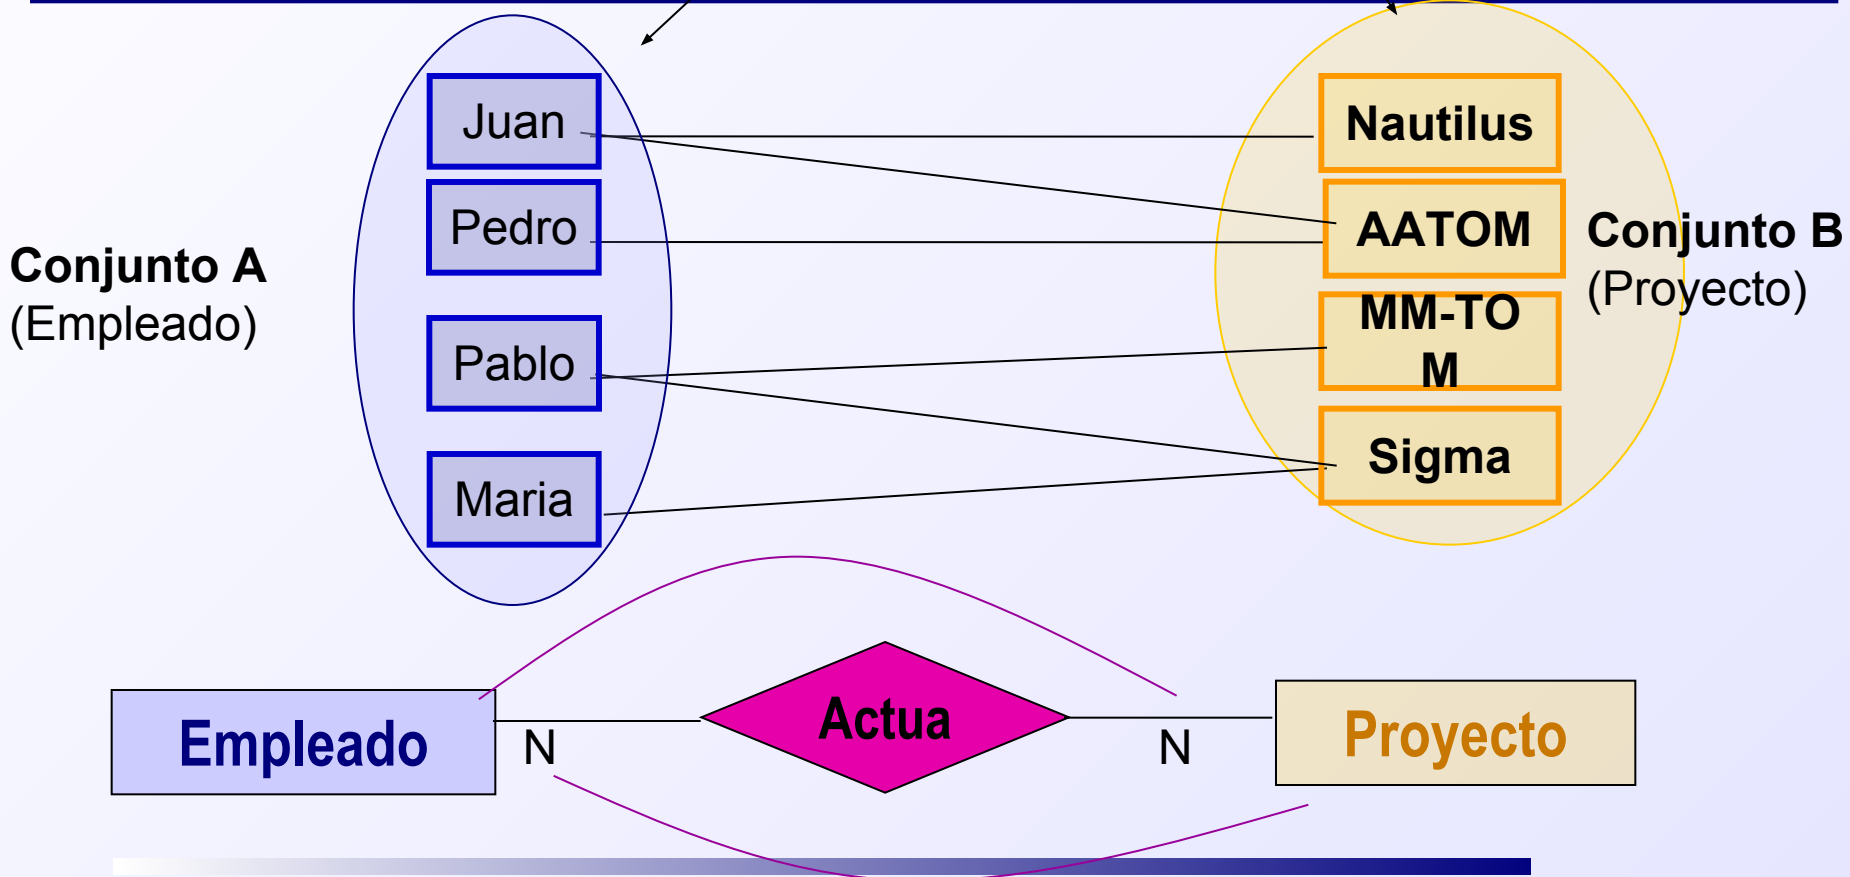 Juan
Nautilus
Pedro
AATOM
Conjunto A
(Empleado)
Conjunto B
(Proyecto)
MM-TO
M
Pablo
Sigma
Maria
Empleado
N
Actua
N
Proyecto